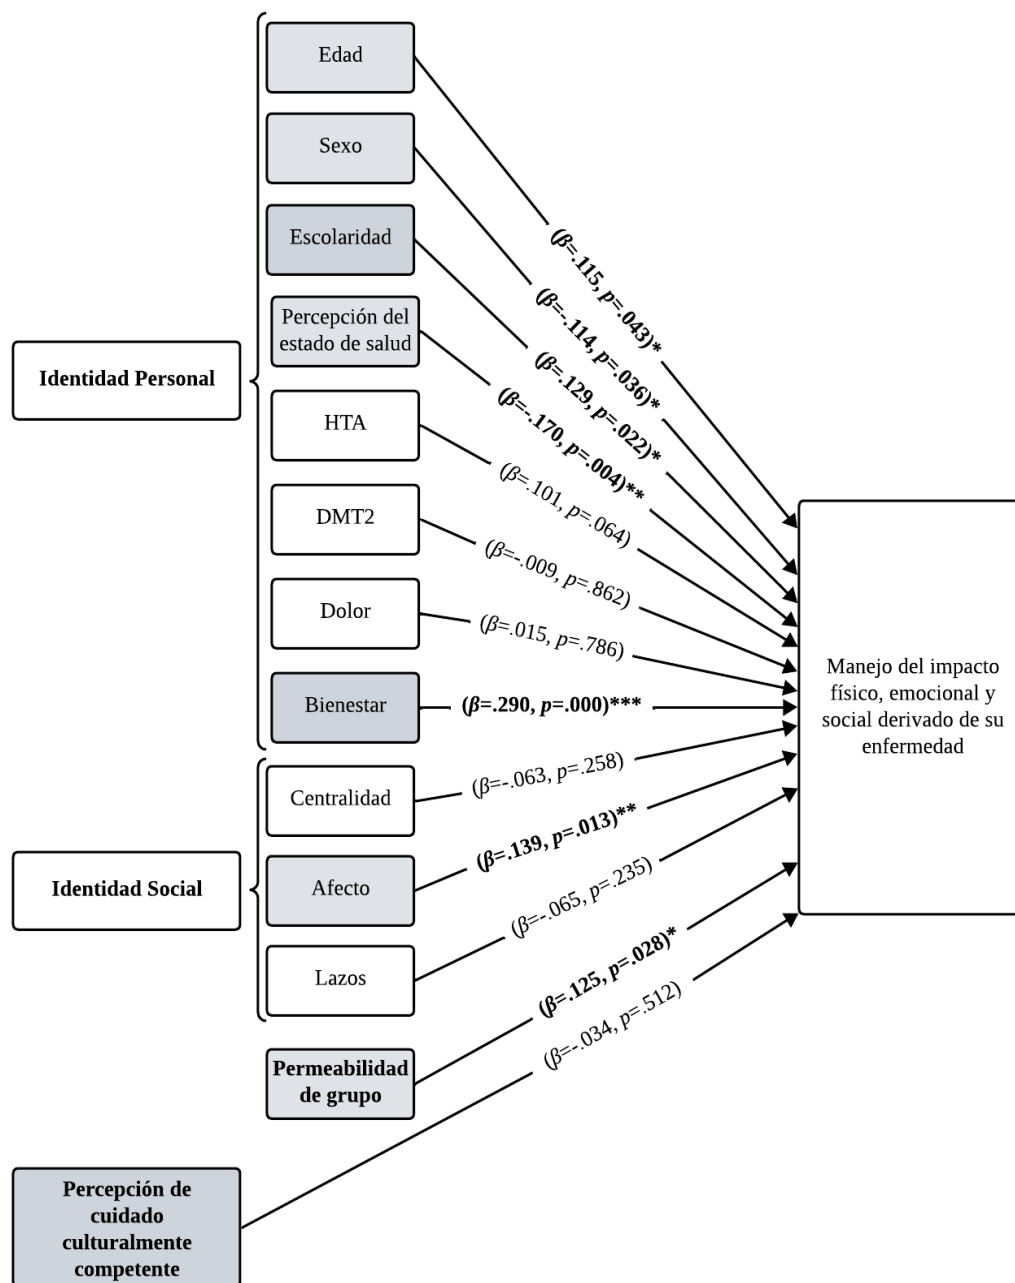 Edad
Sexo
Escolaridad
Percepción del
estado de salud
HTA
DMT2
Dolor
Bienestar
Identidad Personal
Centralidad
Afecto
Lazos
Identidad Social
Permeabilidad
de grupo
Percepción de
cuidado
culturalmente
competente
(β=.115, p=.043)*
(β=-.114, p=.036)*
(β=.129, p=.022)*
(β=-.170, p=.004)**
(β=.101, p=.064)
(β=-.009, p=.862)
(β=.015, p=.786)
(β=.290, p=.000)***
(β=-.063, p=.258)
(β=.139, p=.013)**
(β=-.065, p=.235)
(β=.125, p=.028)*
(β=-.034, p=.512)
Manejo del impacto
físico, emocional y
social derivado de su
enfermedad